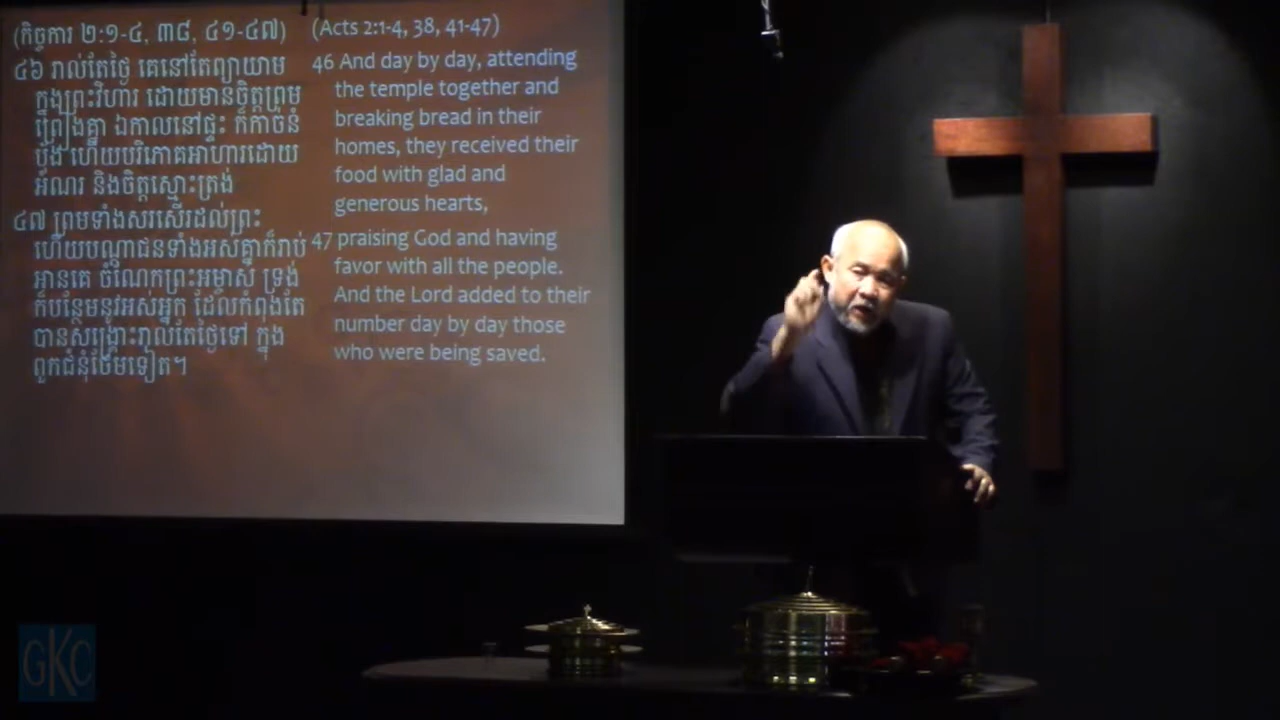 (កិច្ចការ ២:១-៤, ៣៨, ៤១-៤៧)
៤៦ រាល់តែថ្ងៃ គេនៅតែព្យាយាម
ក្នុងព្រះវិហារ ដោយមានចិត្តព្រម
ព្រៀងគ្នា ឯកាលនៅផ្ទះ ក៏កាច់នំ
បុ័ង ហើយបរិភោគអាហារដោយ
អំណរ និងចិត្តស្មោះត្រង់
៤៧ ព្រមទាំងសរសើរដល់ព្រះ
ហើយបណ្តាជនទាំងអស់គ្នាក៏រាប់
អានគេ ចំណែកព្រះអម្ចាស់ ទ្រង់
ក៏បន្ថែមនូវអស់អ្នក ដែលកំពុងតែ
បានសង្គ្រោះរាល់តែថ្ងៃទៅ ក្នុង
ពួកជំនុំថែមទៀត។
(Acts 2:1-4, 38, 41-47)
46 And day by day, attending
the temple together and
breaking bread in their
homes, they received their
food with glad and
generous hearts,
47 praising God and having
favor with all the people.
And the Lord added to their
number day by day those
who were being saved.
GKC